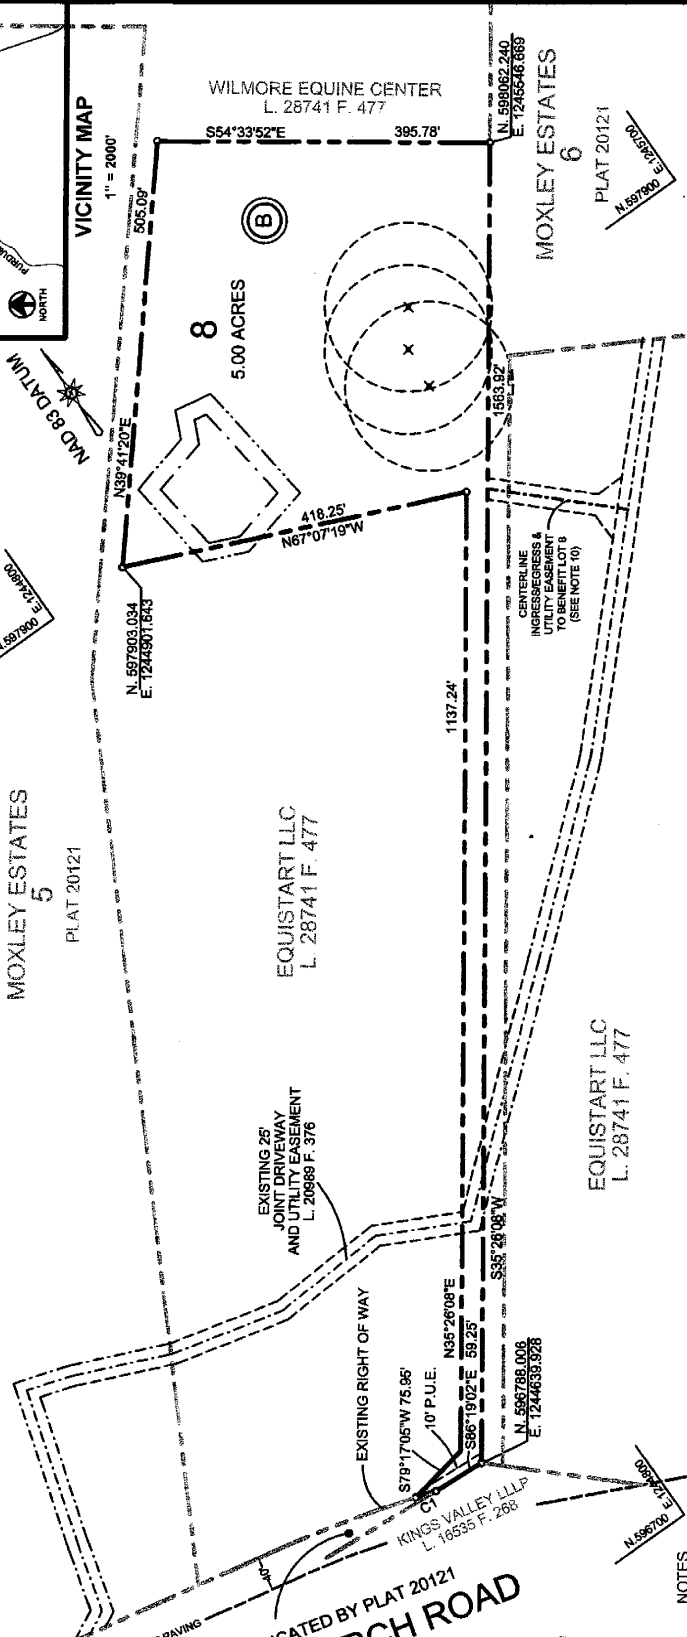 PURDU
NORTH
VICINITY MAP
1" = 2000'
WILMORE EQUINE CENTER
L. 28741 F. 477
S54°33'52"E
395.78'
N. 598062.240
E. 1245546.669
MOXLEY ESTATES
6
PLAT 20121
N.597900
E. 1245700
505.09'
N39°41'20"E
B
8
5.00 ACRES
NAD 83 DATUM
1563.92'
418.25'
N67°07'19"W
N. 597903.034
E. 1244901.643
N.597900
E.1244800
CENTERLINE
INGRESS/EGRESS &
UTILITY EASEMENT
TO BENEFIT LOT 8
(SEE NOTE 10)
1137.24'
MOXLEY ESTATES
5
PLAT 20121
EQUISTART LLC
L. 28741 F. 477
EQUISTART LLC
L. 28741 F. 477
EXISTING 25'
JOINT DRIVEWAY
AND UTILITY EASEMENT
L. 20989 F. 376
S35°26'08"W
N35°26'08"E
EXISTING RIGHT OF WAY
S79°17'05"W 75.95'
10' P.U.E.
S86°19'02"E 59.25'
N. 596788.006
E. 1244639.928
C1
KINGS VALLEY LLLP
L. 16535 F. 268
N.596700
E. 1244800
PAVING
ICATED BY PLAT 20121
RCH ROAD
NOTES